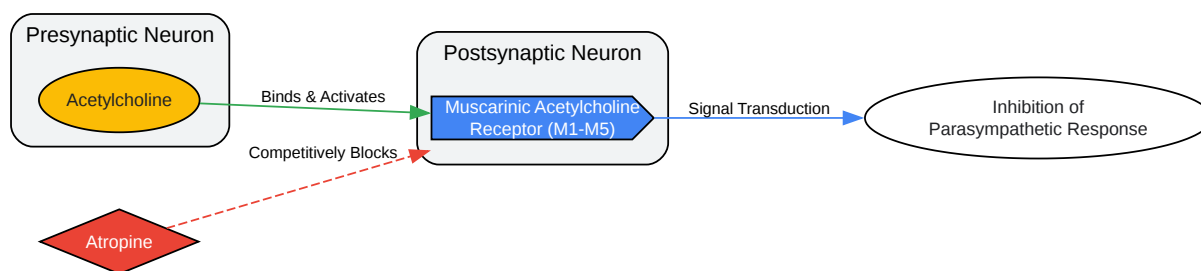 Presynaptic Neuron
Acetylcholine
Binds & Activates
Postsynaptic Neuron
Muscarinic Acetylcholine
Receptor (M1-M5)
Signal Transduction
Inhibition of
Parasympathetic Response
Competitively Blocks
Atropine